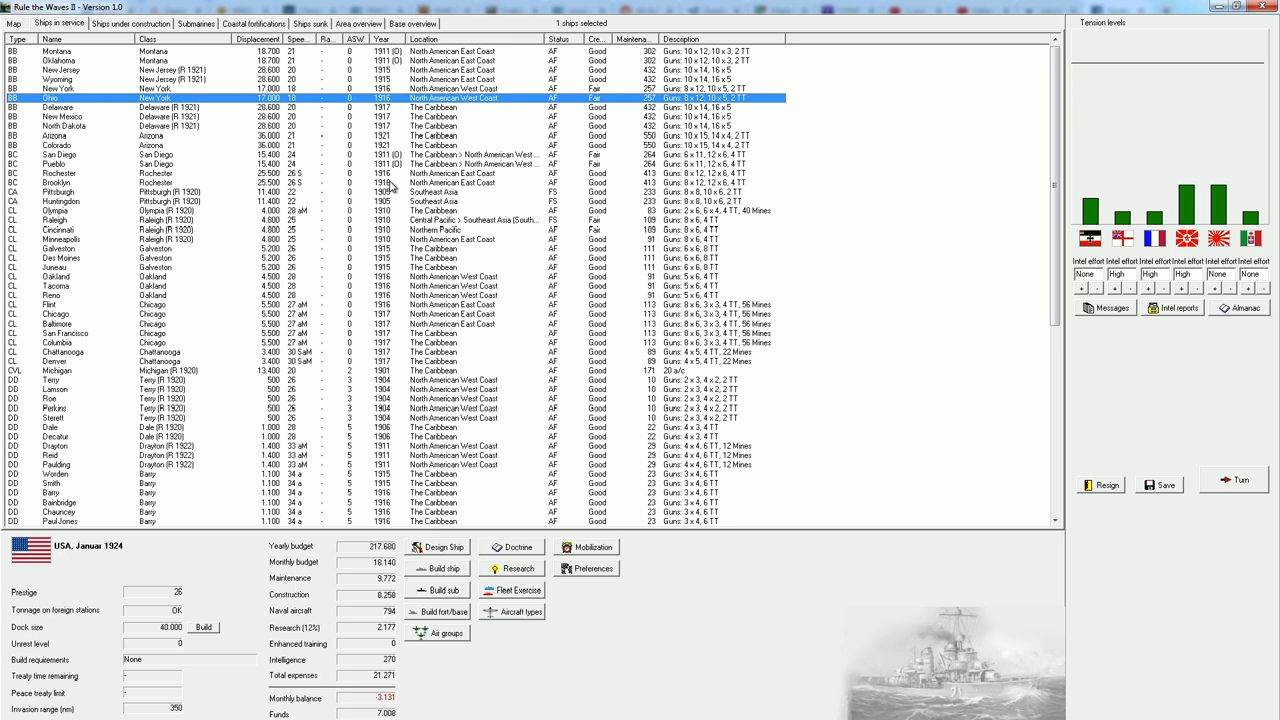 Rule the Waves II - Version 1.0
Map Ships in service Ships under construction Submarines Coastal fortifications Ships sunk Area overview Base overview 1 ships selected
Type Name Class Displacement Spee... Ra... ASW Year Location Status Cre... Maintena... Description
BB Montana Montana 18.700 21 - 0 1911 (O) North American East Coast AF Good 302 Guns: 10 x 12, 10 x 3, 2 TT
BB Oklahoma Montana 18.700 21 - 0 1911 (O) North American East Coast AF Good 302 Guns: 10 x 12, 10 x 3, 2 TT
BB New Jersey New Jersey (R 1921) 28.600 20 - 0 1915 North American East Coast AF Good 432 Guns: 10 x 14, 16 x 5
BB Wyoming New Jersey (R 1921) 28.600 20 - 0 1915 North American East Coast AF Good 432 Guns: 10 x 14, 16 x 5
BB New York New York 17.000 18 - 0 1916 North American West Coast AF Fair 257 Guns: 8 x 12, 10 x 5, 2 TT
BB Ohio New York 17.000 18 - 0 1916 North American West Coast AF Fair 257 Guns: 8 x 12, 10 x 5, 2 TT
BB Delaware Delaware (R 1921) 28.600 20 - 0 1917 The Caribbean AF Good 432 Guns: 10 x 14, 16 x 5
BB New Mexico Delaware (R 1921) 28.600 20 - 0 1917 The Caribbean AF Good 432 Guns: 10 x 14, 16 x 5
BB North Dakota Delaware (R 1921) 28.600 20 - 0 1917 The Caribbean AF Good 432 Guns: 10 x 14, 16 x 5
BB Arizona Arizona 36.000 21 - 0 1921 The Caribbean AF Good 550 Guns: 10 x 15, 14 x 4, 2 TT
BB Colorado Arizona 36.000 21 - 0 1921 The Caribbean AF Good 550 Guns: 10 x 15, 14 x 4, 2 TT
BC San Diego San Diego 15.400 24 - 0 1911 (O) The Caribbean > North American West ... AF Fair 264 Guns: 6 x 11, 12 x 6, 4 TT
BC Pueblo San Diego 15.400 24 - 0 1911 (O) The Caribbean > North American West ... AF Fair 264 Guns: 6 x 11, 12 x 6, 4 TT
BC Rochester Rochester 25.500 26 S - 0 1916 North American East Coast AF Good 413 Guns: 8 x 12, 12 x 6, 4 TT
BC Brooklyn Rochester 25.500 26 S - 0 1916 North American East Coast AF Good 413 Guns: 8 x 12, 12 x 6, 4 TT
CA Pittsburgh Pittsburgh (R 1920) 11.400 22 - 0 1905 Southeast Asia FS Good 233 Guns: 8 x 8, 10 x 6, 2 TT
CA Huntingdon Pittsburgh (R 1920) 11.400 22 - 0 1905 Southeast Asia FS Good 233 Guns: 8 x 8, 10 x 6, 2 TT
CL Olympia Olympia (R 1920) 4.000 28 aM - 0 1910 The Caribbean AF Good 83 Guns: 2 x 6, 6 x 4, 4 TT, 40 Mines
CL Raleigh Raleigh (R 1920) 4.800 25 - 0 1910 Central Pacific > Southeast Asia (South... FS Fair 109 Guns: 8 x 6, 4 TT
CL Cincinnati Raleigh (R 1920) 4.800 25 - 0 1910 Northern Pacific AF Fair 109 Guns: 8 x 6, 4 TT
CL Minneapolis Raleigh (R 1920) 4.800 25 - 0 1910 North American East Coast AF Good 91 Guns: 8 x 6, 4 TT
CL Galveston Galveston 5.200 26 - 0 1915 The Caribbean AF Good 111 Guns: 6 x 6, 8 TT
CL Des Moines Galveston 5.200 26 - 0 1915 The Caribbean AF Good 111 Guns: 6 x 6, 8 TT
CL Juneau Galveston 5.200 26 - 0 1915 The Caribbean AF Good 111 Guns: 6 x 6, 8 TT
CL Oakland Oakland 4.500 28 - 0 1916 North American West Coast AF Good 91 Guns: 5 x 6, 4 TT
CL Tacoma Oakland 4.500 28 - 0 1916 North American West Coast AF Good 91 Guns: 5 x 6, 4 TT
CL Reno Oakland 4.500 28 - 0 1916 North American West Coast AF Good 91 Guns: 5 x 6, 4 TT
CL Flint Chicago 5.500 27 aM - 0 1916 North American East Coast AF Good 113 Guns: 8 x 6, 3 x 3, 4 TT, 56 Mines
CL Chicago Chicago 5.500 27 aM - 0 1917 North American East Coast AF Good 113 Guns: 8 x 6, 3 x 3, 4 TT, 56 Mines
CL Baltimore Chicago 5.500 27 aM - 0 1917 North American East Coast AF Good 113 Guns: 8 x 6, 3 x 3, 4 TT, 56 Mines
CL San Francisco Chicago 5.500 27 aM - 0 1917 The Caribbean AF Good 113 Guns: 8 x 6, 3 x 3, 4 TT, 56 Mines
CL Columbia Chicago 5.500 27 aM - 0 1917 The Caribbean AF Good 113 Guns: 8 x 6, 3 x 3, 4 TT, 56 Mines
CL Chattanooga Chattanooga 3.400 30 SaM - 0 1917 The Caribbean AF Good 89 Guns: 4 x 5, 4 TT, 22 Mines
CL Denver Chattanooga 3.400 30 SaM - 0 1917 The Caribbean AF Good 89 Guns: 4 x 5, 4 TT, 22 Mines
CVL Michigan Michigan (R 1920) 13.400 20 - 2 1901 The Caribbean AF Good 171 20 a/c
DD Terry Terry (R 1920) 500 26 - 3 1904 North American West Coast AF Good 10 Guns: 2 x 3, 4 x 2, 2 TT
DD Lamson Terry (R 1920) 500 26 - 3 1904 North American West Coast AF Good 10 Guns: 2 x 3, 4 x 2, 2 TT
DD Roe Terry (R 1920) 500 26 - 3 1904 North American West Coast AF Good 10 Guns: 2 x 3, 4 x 2, 2 TT
DD Perkins Terry (R 1920) 500 26 - 3 1904 North American West Coast AF Good 10 Guns: 2 x 3, 4 x 2, 2 TT
DD Sterett Terry (R 1920) 500 26 - 3 1904 North American West Coast AF Good 10 Guns: 2 x 3, 4 x 2, 2 TT
DD Dale Dale (R 1920) 1.000 28 - 5 1906 The Caribbean AF Good 22 Guns: 4 x 3, 4 TT
DD Decatur Dale (R 1920) 1.000 28 - 5 1906 The Caribbean AF Good 22 Guns: 4 x 3, 4 TT
DD Drayton Drayton (R 1922) 1.400 33 aM - 5 1911 North American West Coast AF Good 29 Guns: 4 x 4, 6 TT, 12 Mines
DD Reid Drayton (R 1922) 1.400 33 aM - 5 1911 North American West Coast AF Good 29 Guns: 4 x 4, 6 TT, 12 Mines
DD Paulding Drayton (R 1922) 1.400 33 aM - 5 1911 North American West Coast AF Good 29 Guns: 4 x 4, 6 TT, 12 Mines
DD Worden Barry 1.100 34 a - 5 1915 The Caribbean AF Good 23 Guns: 3 x 4, 6 TT
DD Smith Barry 1.100 34 a - 5 1915 The Caribbean AF Good 23 Guns: 3 x 4, 6 TT
DD Barry Barry 1.100 34 a - 5 1915 The Caribbean AF Good 23 Guns: 3 x 4, 6 TT
DD Bainbridge Barry 1.100 34 a - 5 1916 The Caribbean AF Good 23 Guns: 3 x 4, 6 TT
DD Chauncey Barry 1.100 34 a - 5 1916 The Caribbean AF Good 23 Guns: 3 x 4, 6 TT
DD Paul Jones Barry 1.100 34 a - 5 1916 The Caribbean AF Good 23 Guns: 3 x 4, 6 TT
Tension levels
Intel effort Intel effort Intel effort Intel effort Intel effort Intel effort
None High High High None None
+ - + - + - + - + - + -
Messages Intel reports Almanac
Resign Save Turn
USA, Januar 1924
Prestige 26
Tonnage on foreign stations OK
Dock size 40.000 Build
Unrest level 0
Build requirements None
Treaty time remaining -
Peace treaty limit -
Invasion range (nm) 350
Yearly budget 217.680
Monthly budget 18.140
Maintenance 9.772
Construction 8.258
Naval aircraft 794
Research (12%) 2.177
Enhanced training 0
Intelligence 270
Total expenses 21.271
Monthly balance -3.131
Funds 7.008
Design Ship Doctrine Mobilization
Build ship Research Preferences
Build sub Fleet Exercise
Build fort/base Aircraft types
Air groups